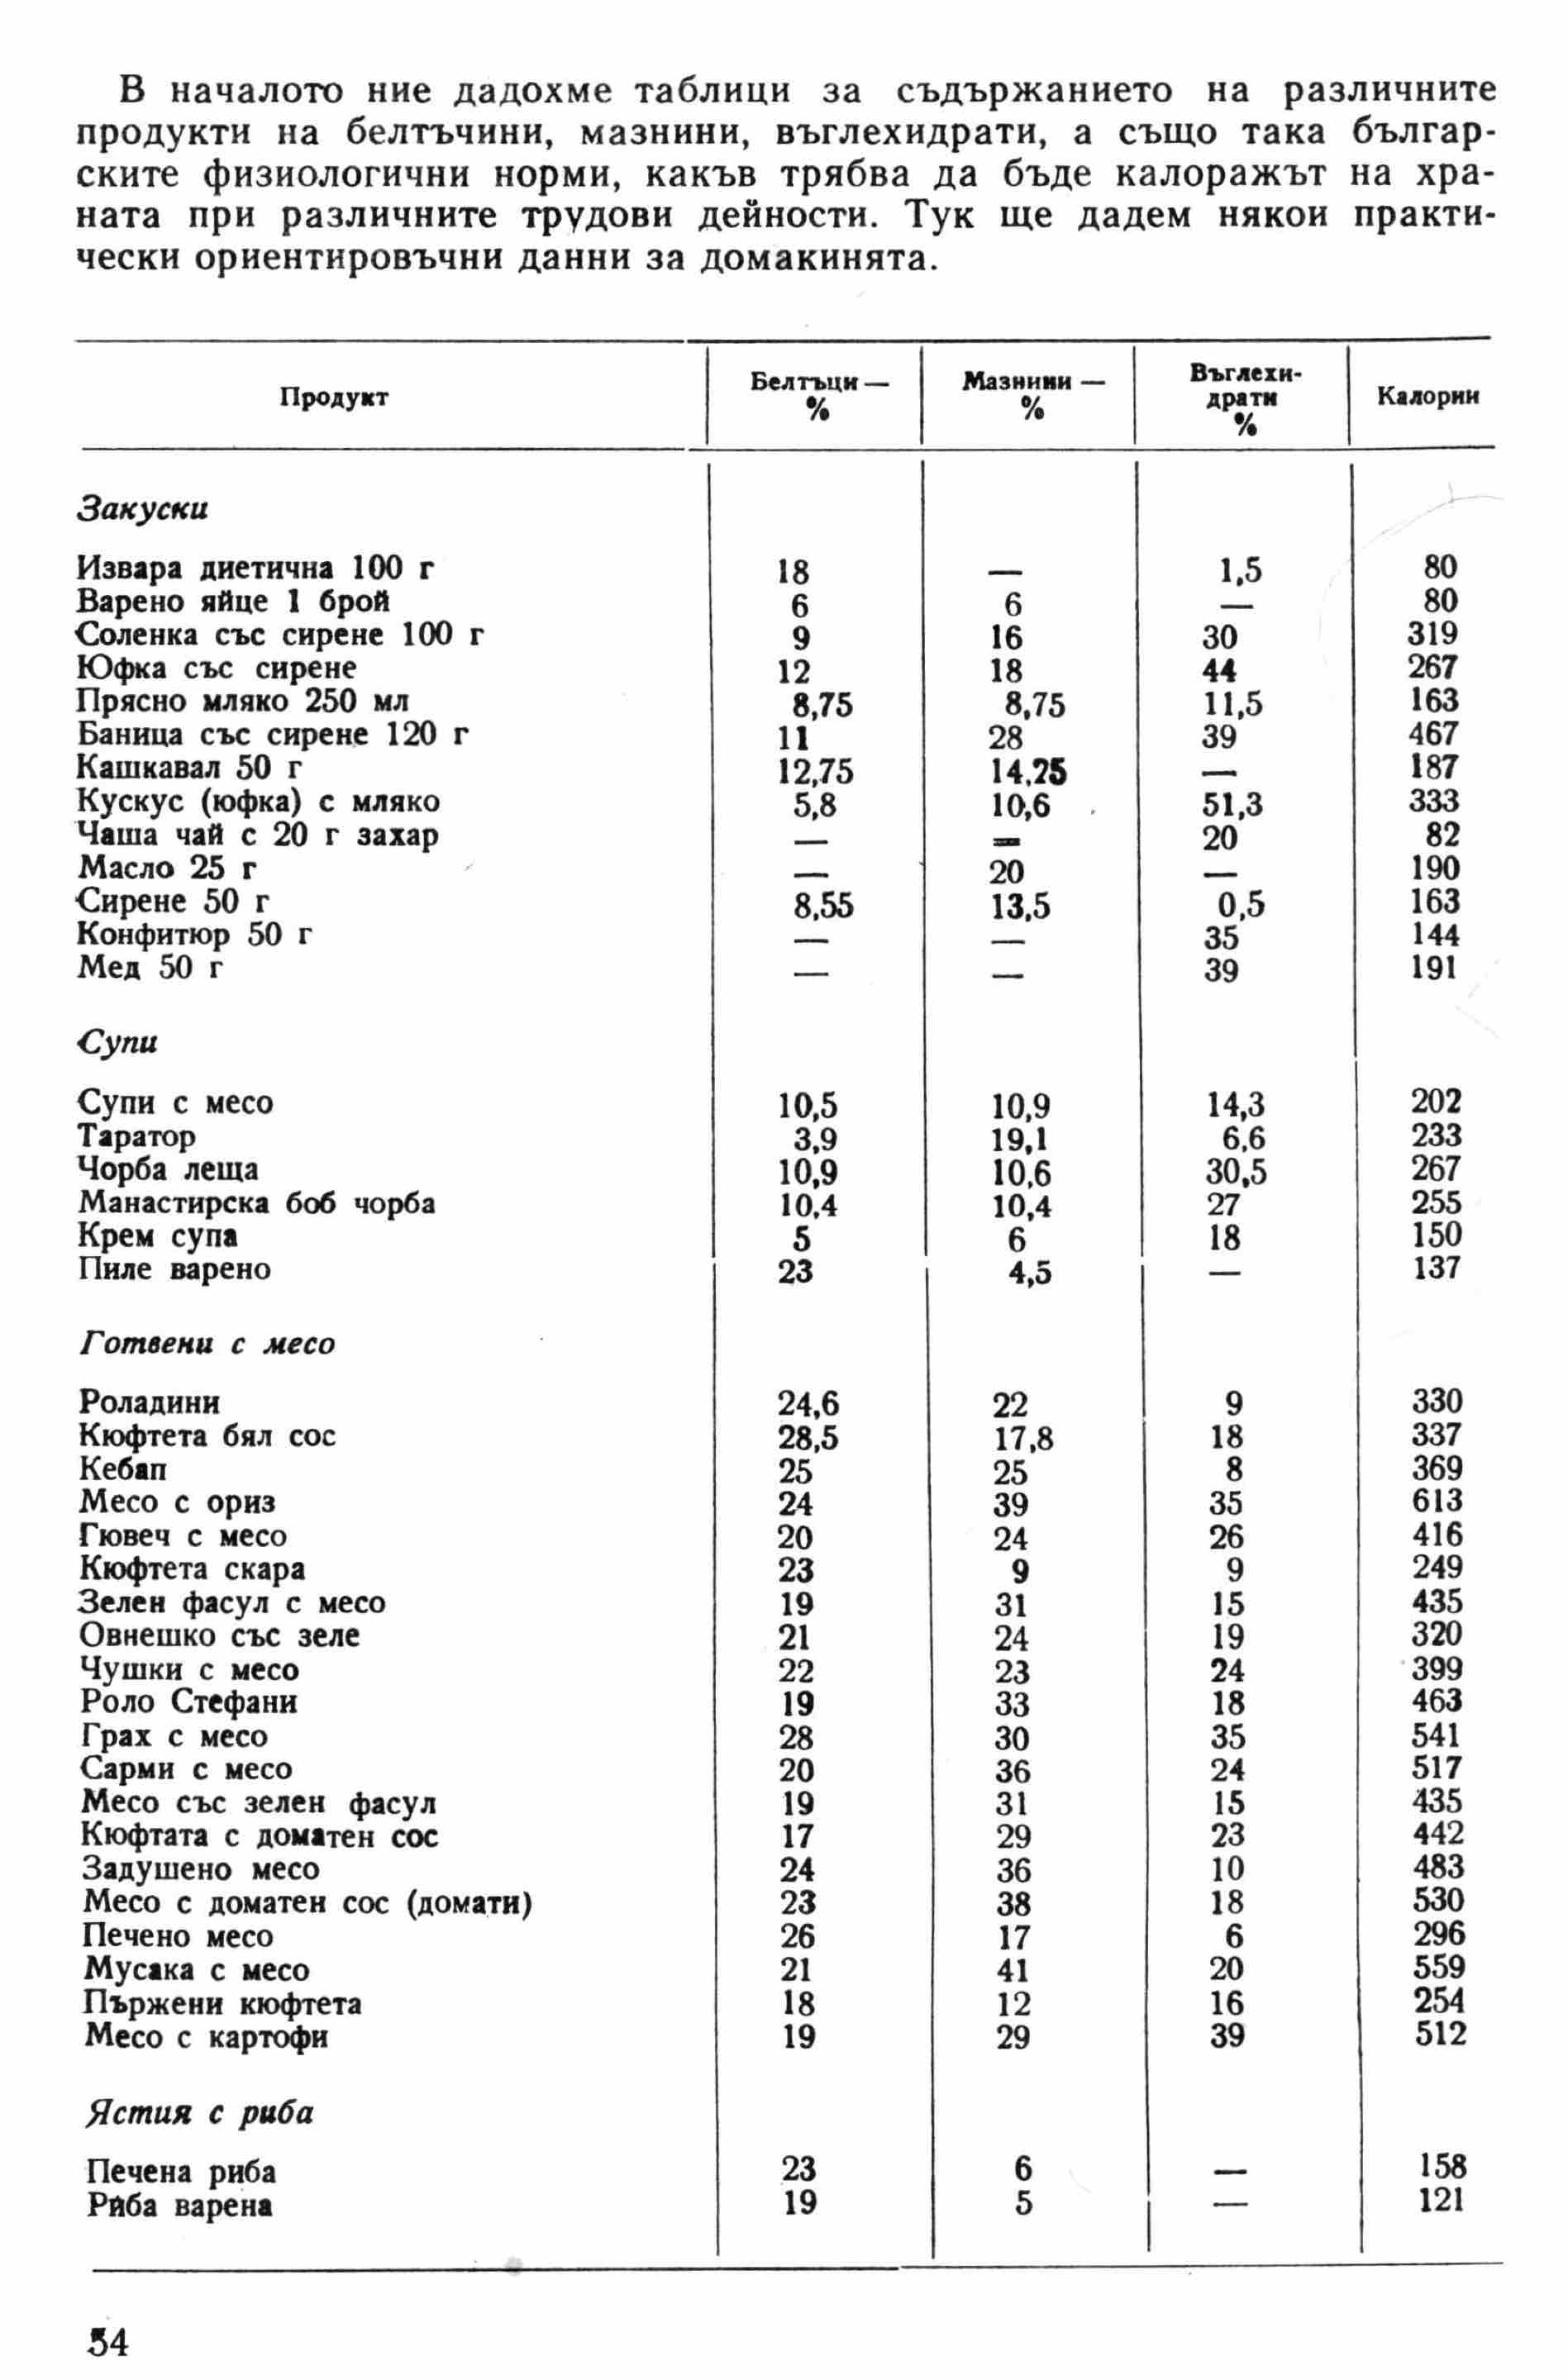 В началото ние дадохме таблици за съдържанието на различните
продукти на белтъчини, мазнини, въглехидрати, а също така българ-
ските физиологични норми, какъв трябва да бъде калоражът на хра-
ната при различните трудови дейности. Тук ще дадем някои практи-
чески ориентировъчни данни за домакинята.
Продукт Белтъци — % Мазнини — % Въглехи-драти % Калории
Закуски
Извара диетична 100 г 18 — 1,5 80
Варено яйце 1 брой 6 6 — 80
Соленка със сирене 100 г 9 16 30 319
Юфка със сирене 12 18 44 267
Прясно мляко 250 мл 8,75 8,75 11,5 163
Баница със сирене 120 г 11 28 39 467
Кашкавал 50 г 12,75 14,25 — 187
Кускус (юфка) с мляко 5,8 10,6 51,3 333
Чаша чай с 20 г захар — — 20 82
Масло 25 г — 20 — 190
Сирене 50 г 8,55 13,5 0,5 163
Конфитюр 50 г — — 35 144
Мед 50 г — — 39 191
Супи
Супи с месо 10,5 10,9 14,3 202
Таратор 3,9 19,1 6,6 233
Чорба леща 10,9 10,6 30,5 267
Манастирска боб чорба 10,4 10,4 27 255
Крем супа 5 6 18 150
Пиле варено 23 4,5 — 137
Готвени с месо
Роладини 24,6 22 9 330
Кюфтета бял сос 28,5 17,8 18 337
Кебап 25 25 8 369
Месо с ориз 24 39 35 613
Гювеч с месо 20 24 26 416
Кюфтета скара 23 9 9 249
Зелен фасул с месо 19 31 15 435
Овнешко със зеле 21 24 19 320
Чушки с месо 22 23 24 399
Роло Стефани 19 33 18 463
Грах с месо 28 30 35 541
Сарми с месо 20 36 24 517
Месо със зелен фасул 19 31 15 435
Кюфтата с доматен сос 17 29 23 442
Задушено месо 24 36 10 483
Месо с доматен сос (домати) 23 38 18 530
Печено месо 26 17 6 296
Мусака с месо 21 41 20 559
Пържени кюфтета 18 12 16 254
Месо с картофи 19 29 39 512
Ястия с риба
Печена риба 23 6 — 158
Риба варена 19 5 — 121
54